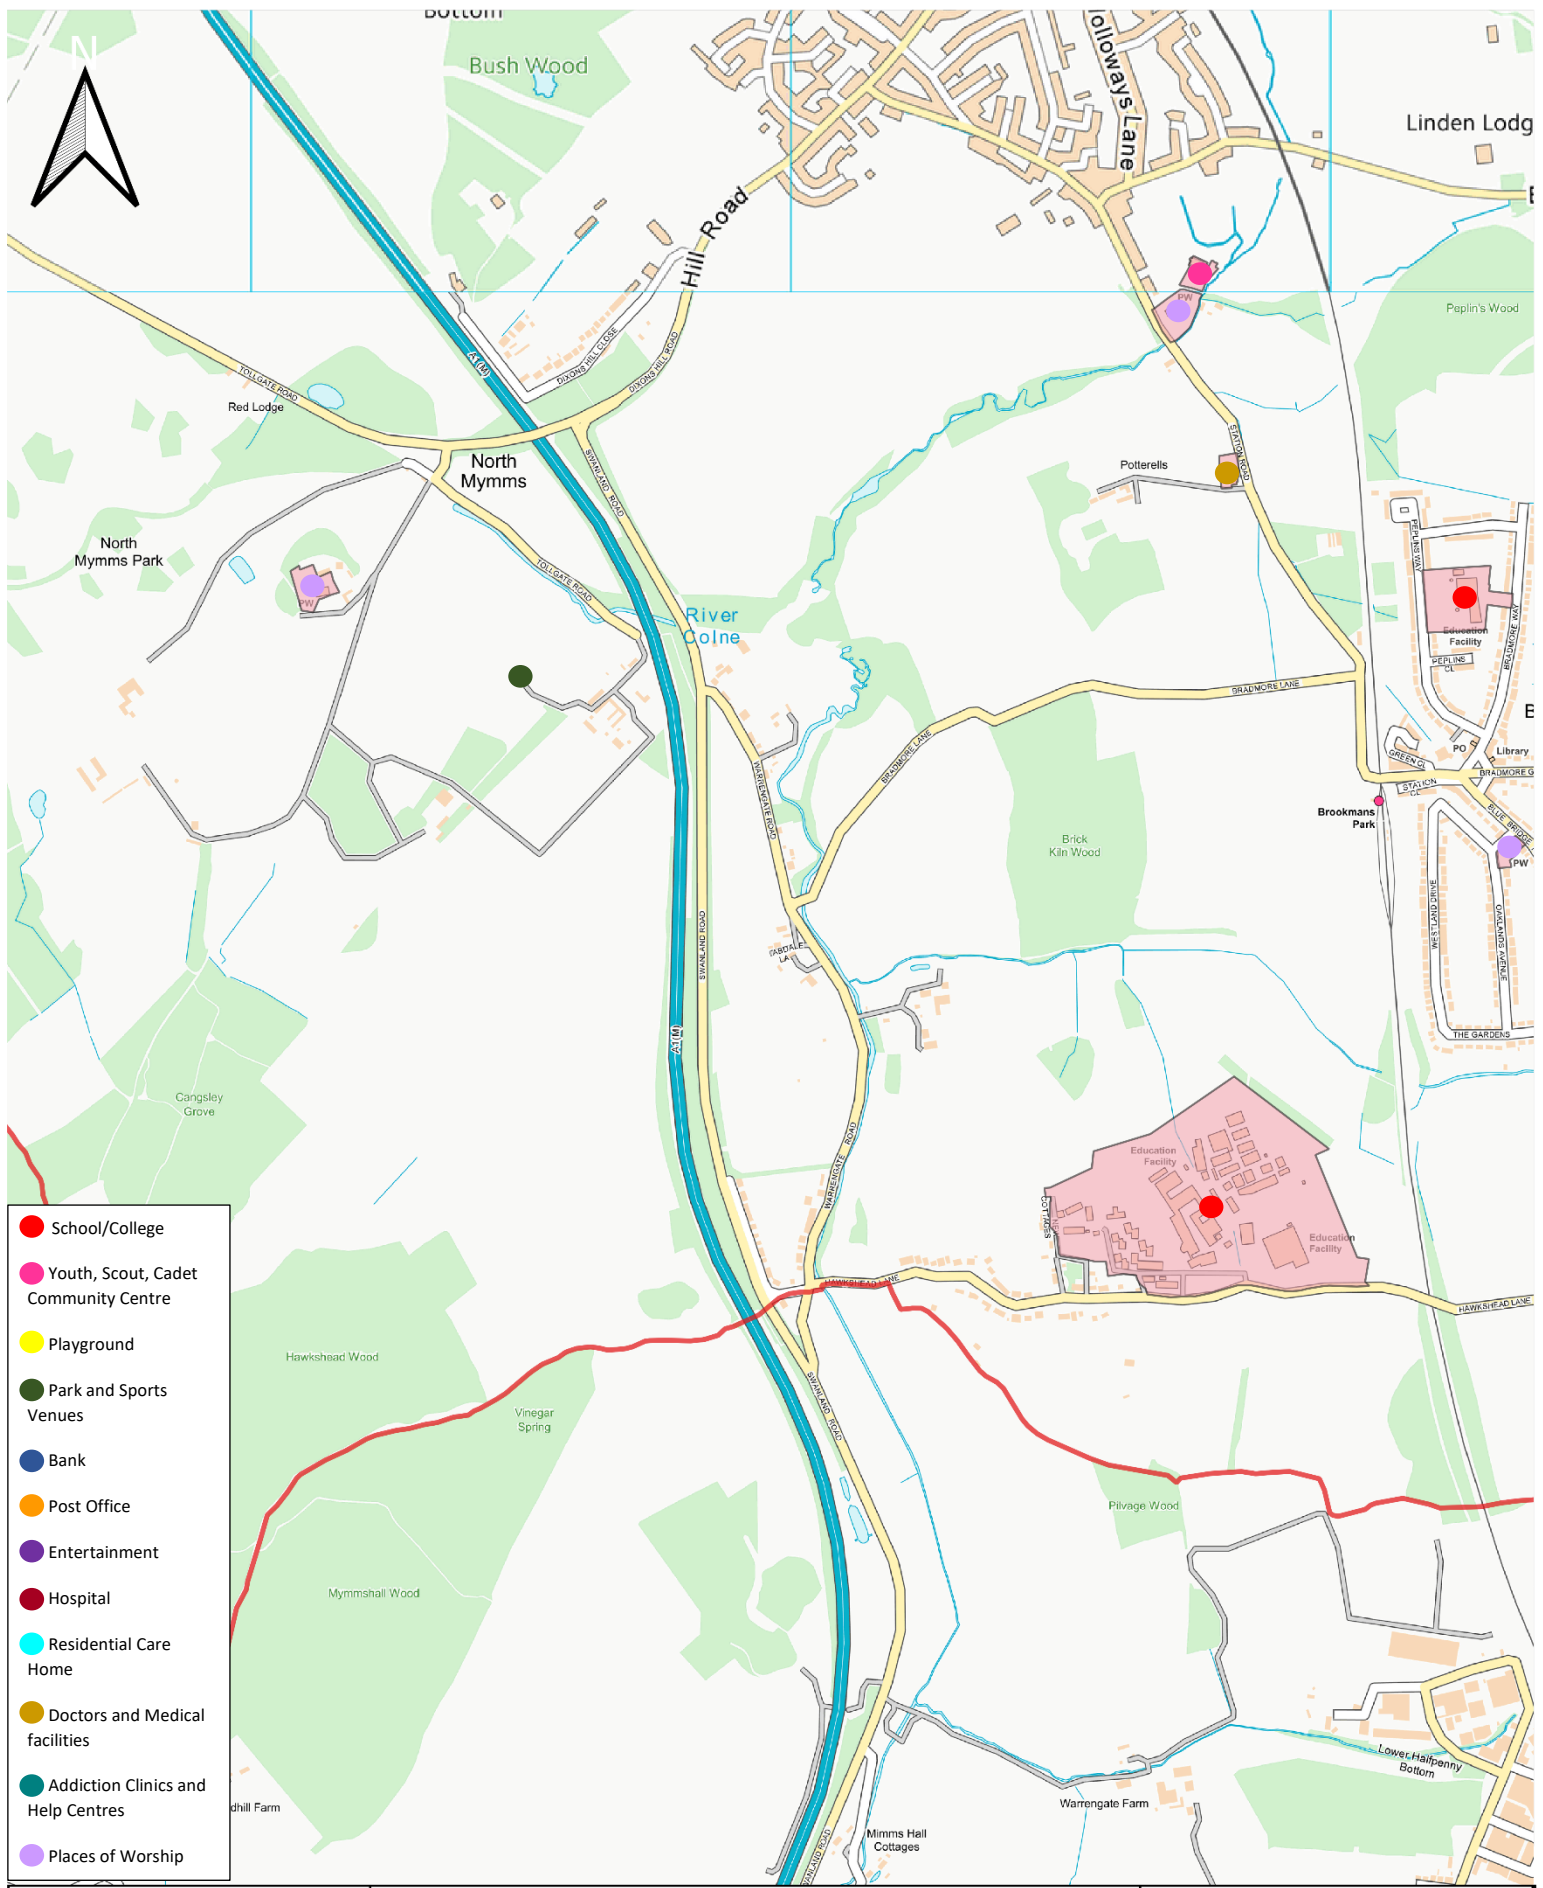 Bottom
N
Bush Wood
Holloways Lane
Linden Lodg
Hill Road
PW
Peplin's Wood
A1(M)
DIXONS HILL CLOSE
DIXONS HILL ROAD
TOLLGATE ROAD
Red Lodge
SWANLAND ROAD
STATION ROAD
North
Mymms
Potterells
North
Mymms Park
PEPLINS WAY
TOLLGATE ROAD
PW
BRADMORE WAY
River
Colne
Education
Facility
PEPLINS
CL
BRADMORE LANE
B
BRADMORE LANE
PO
Library
GREEN CL
BRADMORE G
STATION
CL
WARRENGATE ROAD
Brookmans
Park
BLUE BRIDGE
Brick
Kiln Wood
PW
WESTLAND DRIVE
OAKLANDS AVENUE
SWANLAND ROAD
TABDALE
LA
A1(M)
THE GARDENS
Cangsley
Grove
WARRENGATE ROAD
Education
Facility
COTTAGES
Education
Facility
HAWKSHEAD LANE
HAWKSHEAD LANE
Hawkshead Wood
SWANLAND ROAD
Vinegar
Spring
Pilvage Wood
Mymmshall Wood
Lower Halfpenny
Bottom
dhill Farm
Warrengate Farm
Mimms Hall
Cottages
WANLAND ROAD
School/College
Youth, Scout, Cadet
Community Centre
Playground
Park and Sports
Venues
Bank
Post Office
Entertainment
Hospital
Residential Care
Home
Doctors and Medical
facilities
Addiction Clinics and
Help Centres
Places of Worship